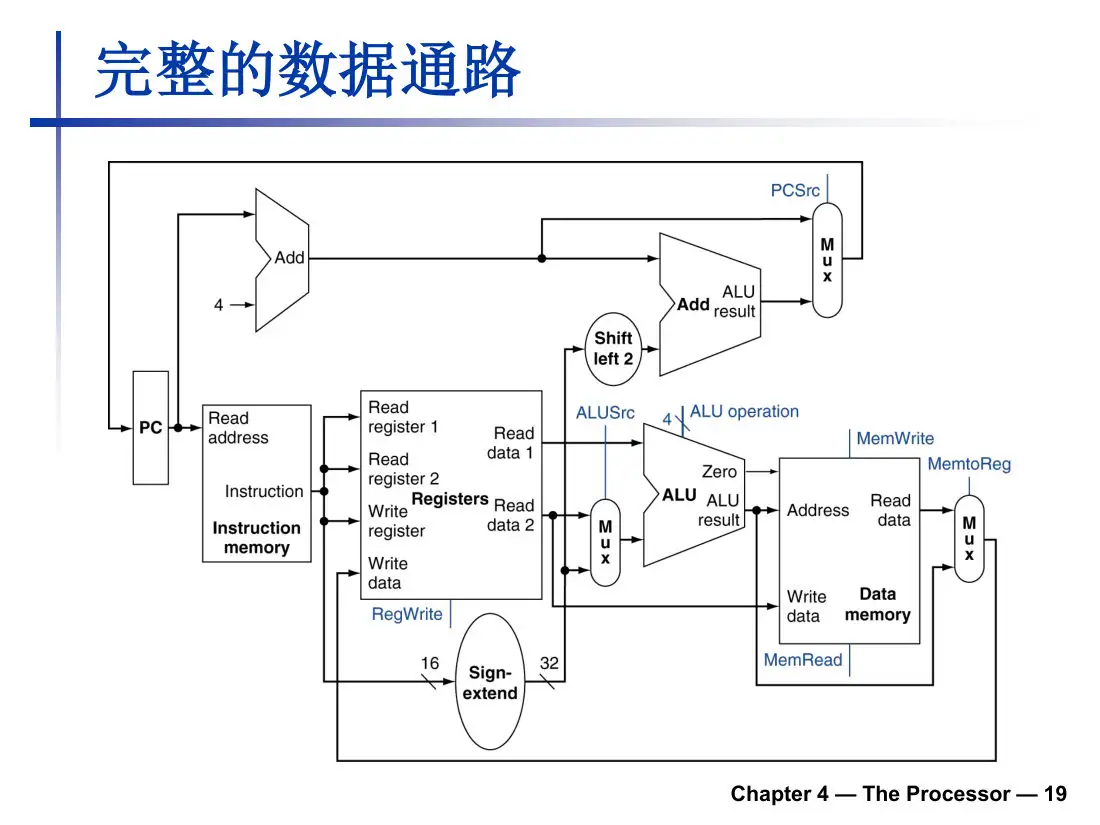 完整的数据通路
PCSrc
M
u
x
Add
4
Add
ALU
result
Shift
left 2
PC
Read
address
Instruction
Instruction
memory
Read
register 1
Read
register 2
Write
register
Write
data
Registers
Read
data 1
Read
data 2
RegWrite
16
Sign-
extend
32
ALUSrc
M
u
x
4
ALU operation
Zero
ALU
ALU
result
MemWrite
Address
Read
data
Write
data
Data
memory
MemRead
MemtoReg
M
u
x
Chapter 4 — The Processor — 19